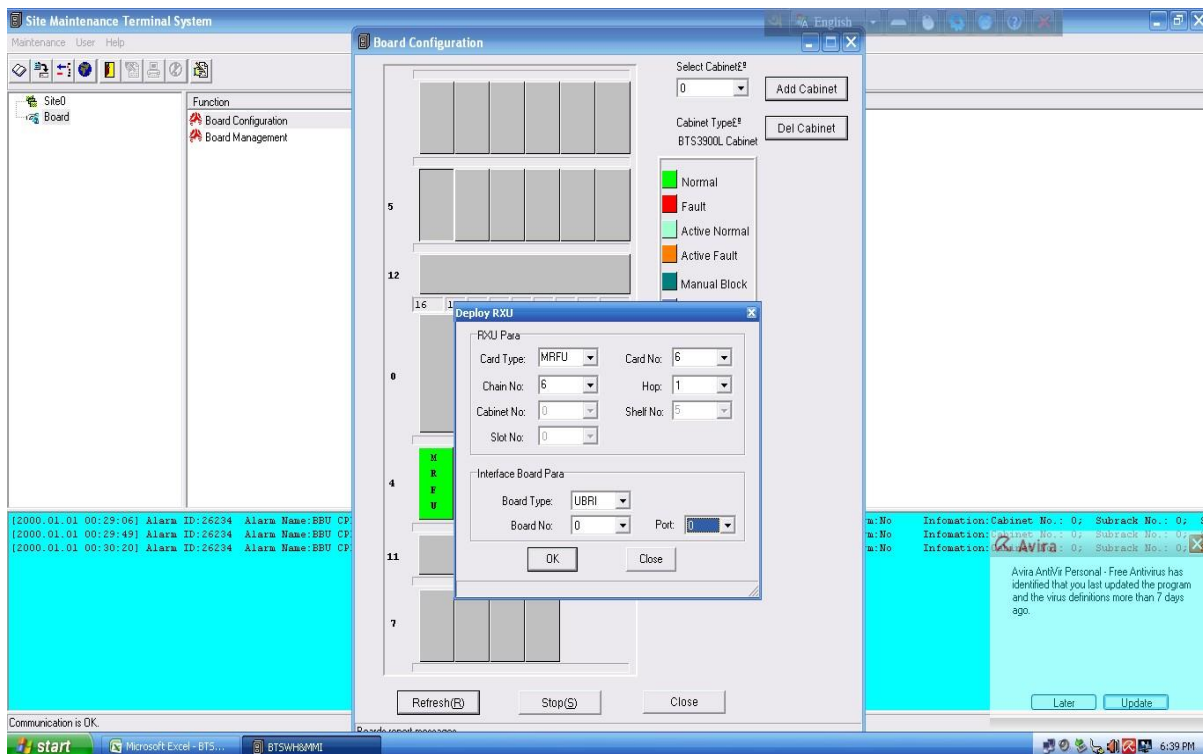 Site Maintenance Terminal System
English
Maintenance User Help
Site0
Board
Function
Board Configuration
Board Management
Board Configuration
Select Cabinet£º
0
Add Cabinet
Cabinet Type£º
BTS3900L Cabinet
Del Cabinet
Normal
Fault
Active Normal
Active Fault
Manual Block
5
12
16
0
4
M
R
F
U
11
7
Deploy RXU
RXU Para
Card Type: MRFU Card No: 6
Chain No: 6 Hop: 1
Cabinet No: 0 Shelf No: 5
Slot No: 0
Interface Board Para
Board Type: UBRI
Board No: 0 Port: 0
OK Close
Refresh(R) Stop(S) Close
[2000.01.01 00:29:06] Alarm ID:26234 Alarm Name:BBU CP
[2000.01.01 00:29:49] Alarm ID:26234 Alarm Name:BBU CP
[2000.01.01 00:30:20] Alarm ID:26234 Alarm Name:BBU CP
m:No Infomation:Cabinet No.: 0; Subrack No.: 0;
m:No Infomation:Cabinet No.: 0; Subrack No.: 0;
m:No Infomation: 0; Subrack No.: 0;
Avira
Avira AntiVir Personal - Free Antivirus has
identified that you last updated the program
and the virus definitions more than 7 days
ago.
Later Update
Communication is OK.
Boards report messages
start
Microsoft Excel - BTS...
BTSWH&MMI
6:39 PM